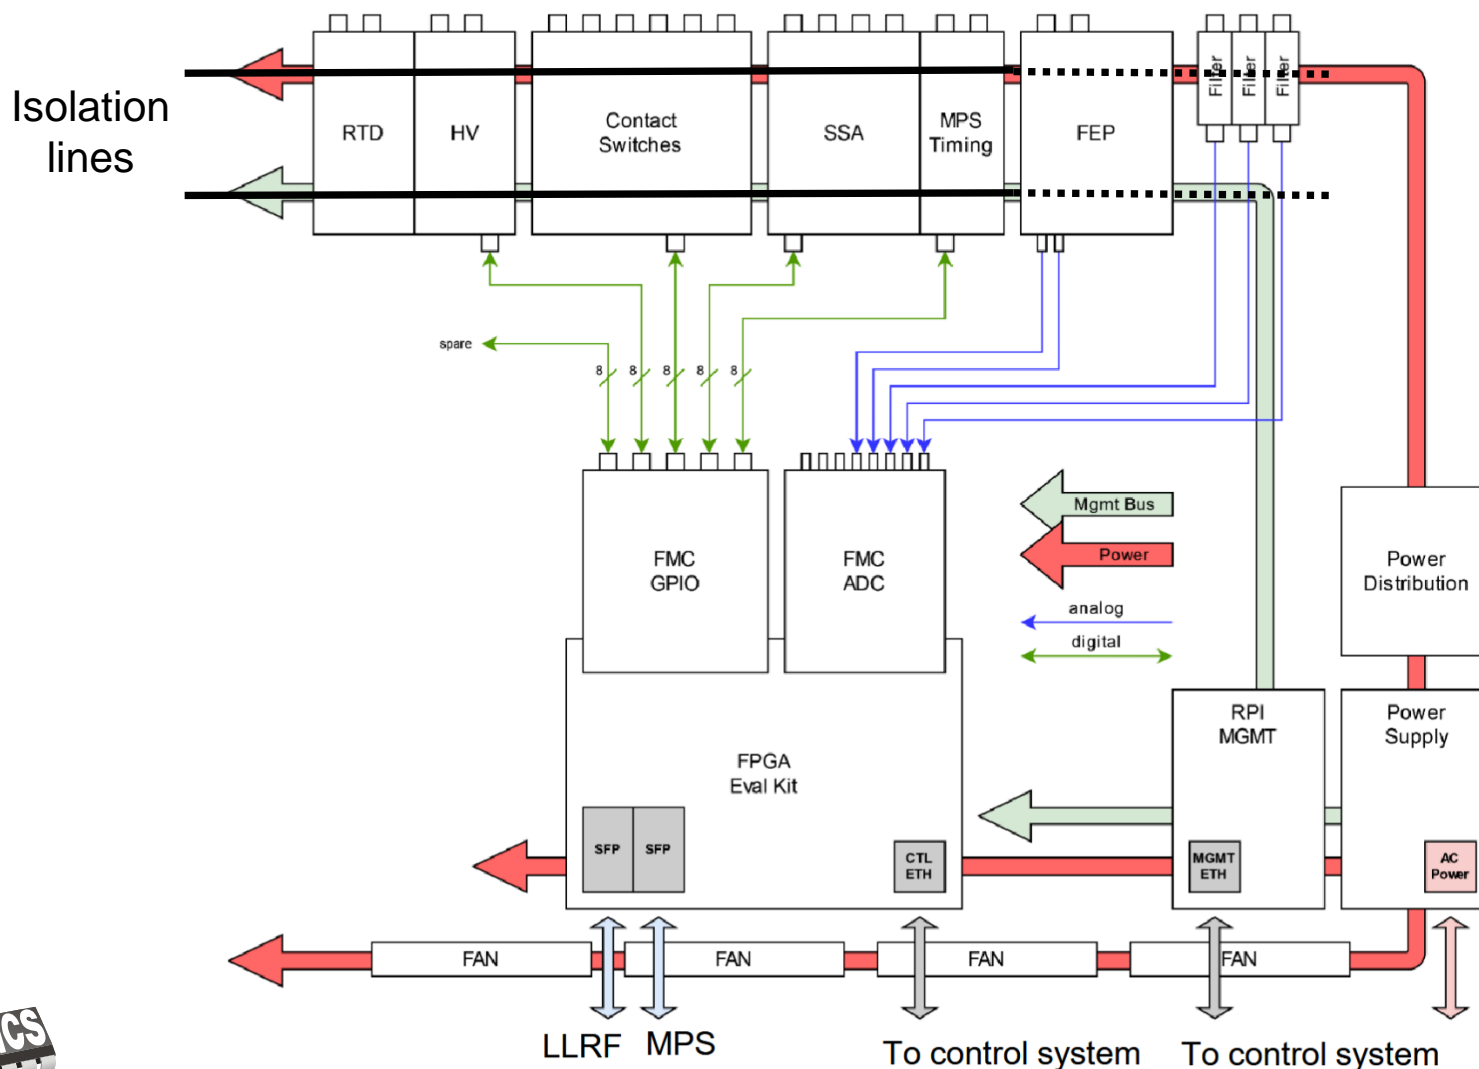 Isolation
lines
RTD
HV
Contact
Switches
SSA
MPS
Timing
FEP
Filter
Filter
Filter
spare
8
8
8
8
8
FMC
GPIO
FMC
ADC
Mgmt Bus
Power
analog
digital
Power
Distribution
RPI
MGMT
Power
Supply
FPGA
Eval Kit
SFP
SFP
CTL
ETH
MGMT
ETH
AC
Power
FAN
FAN
FAN
FAN
LLRF
MPS
To control system
To control system